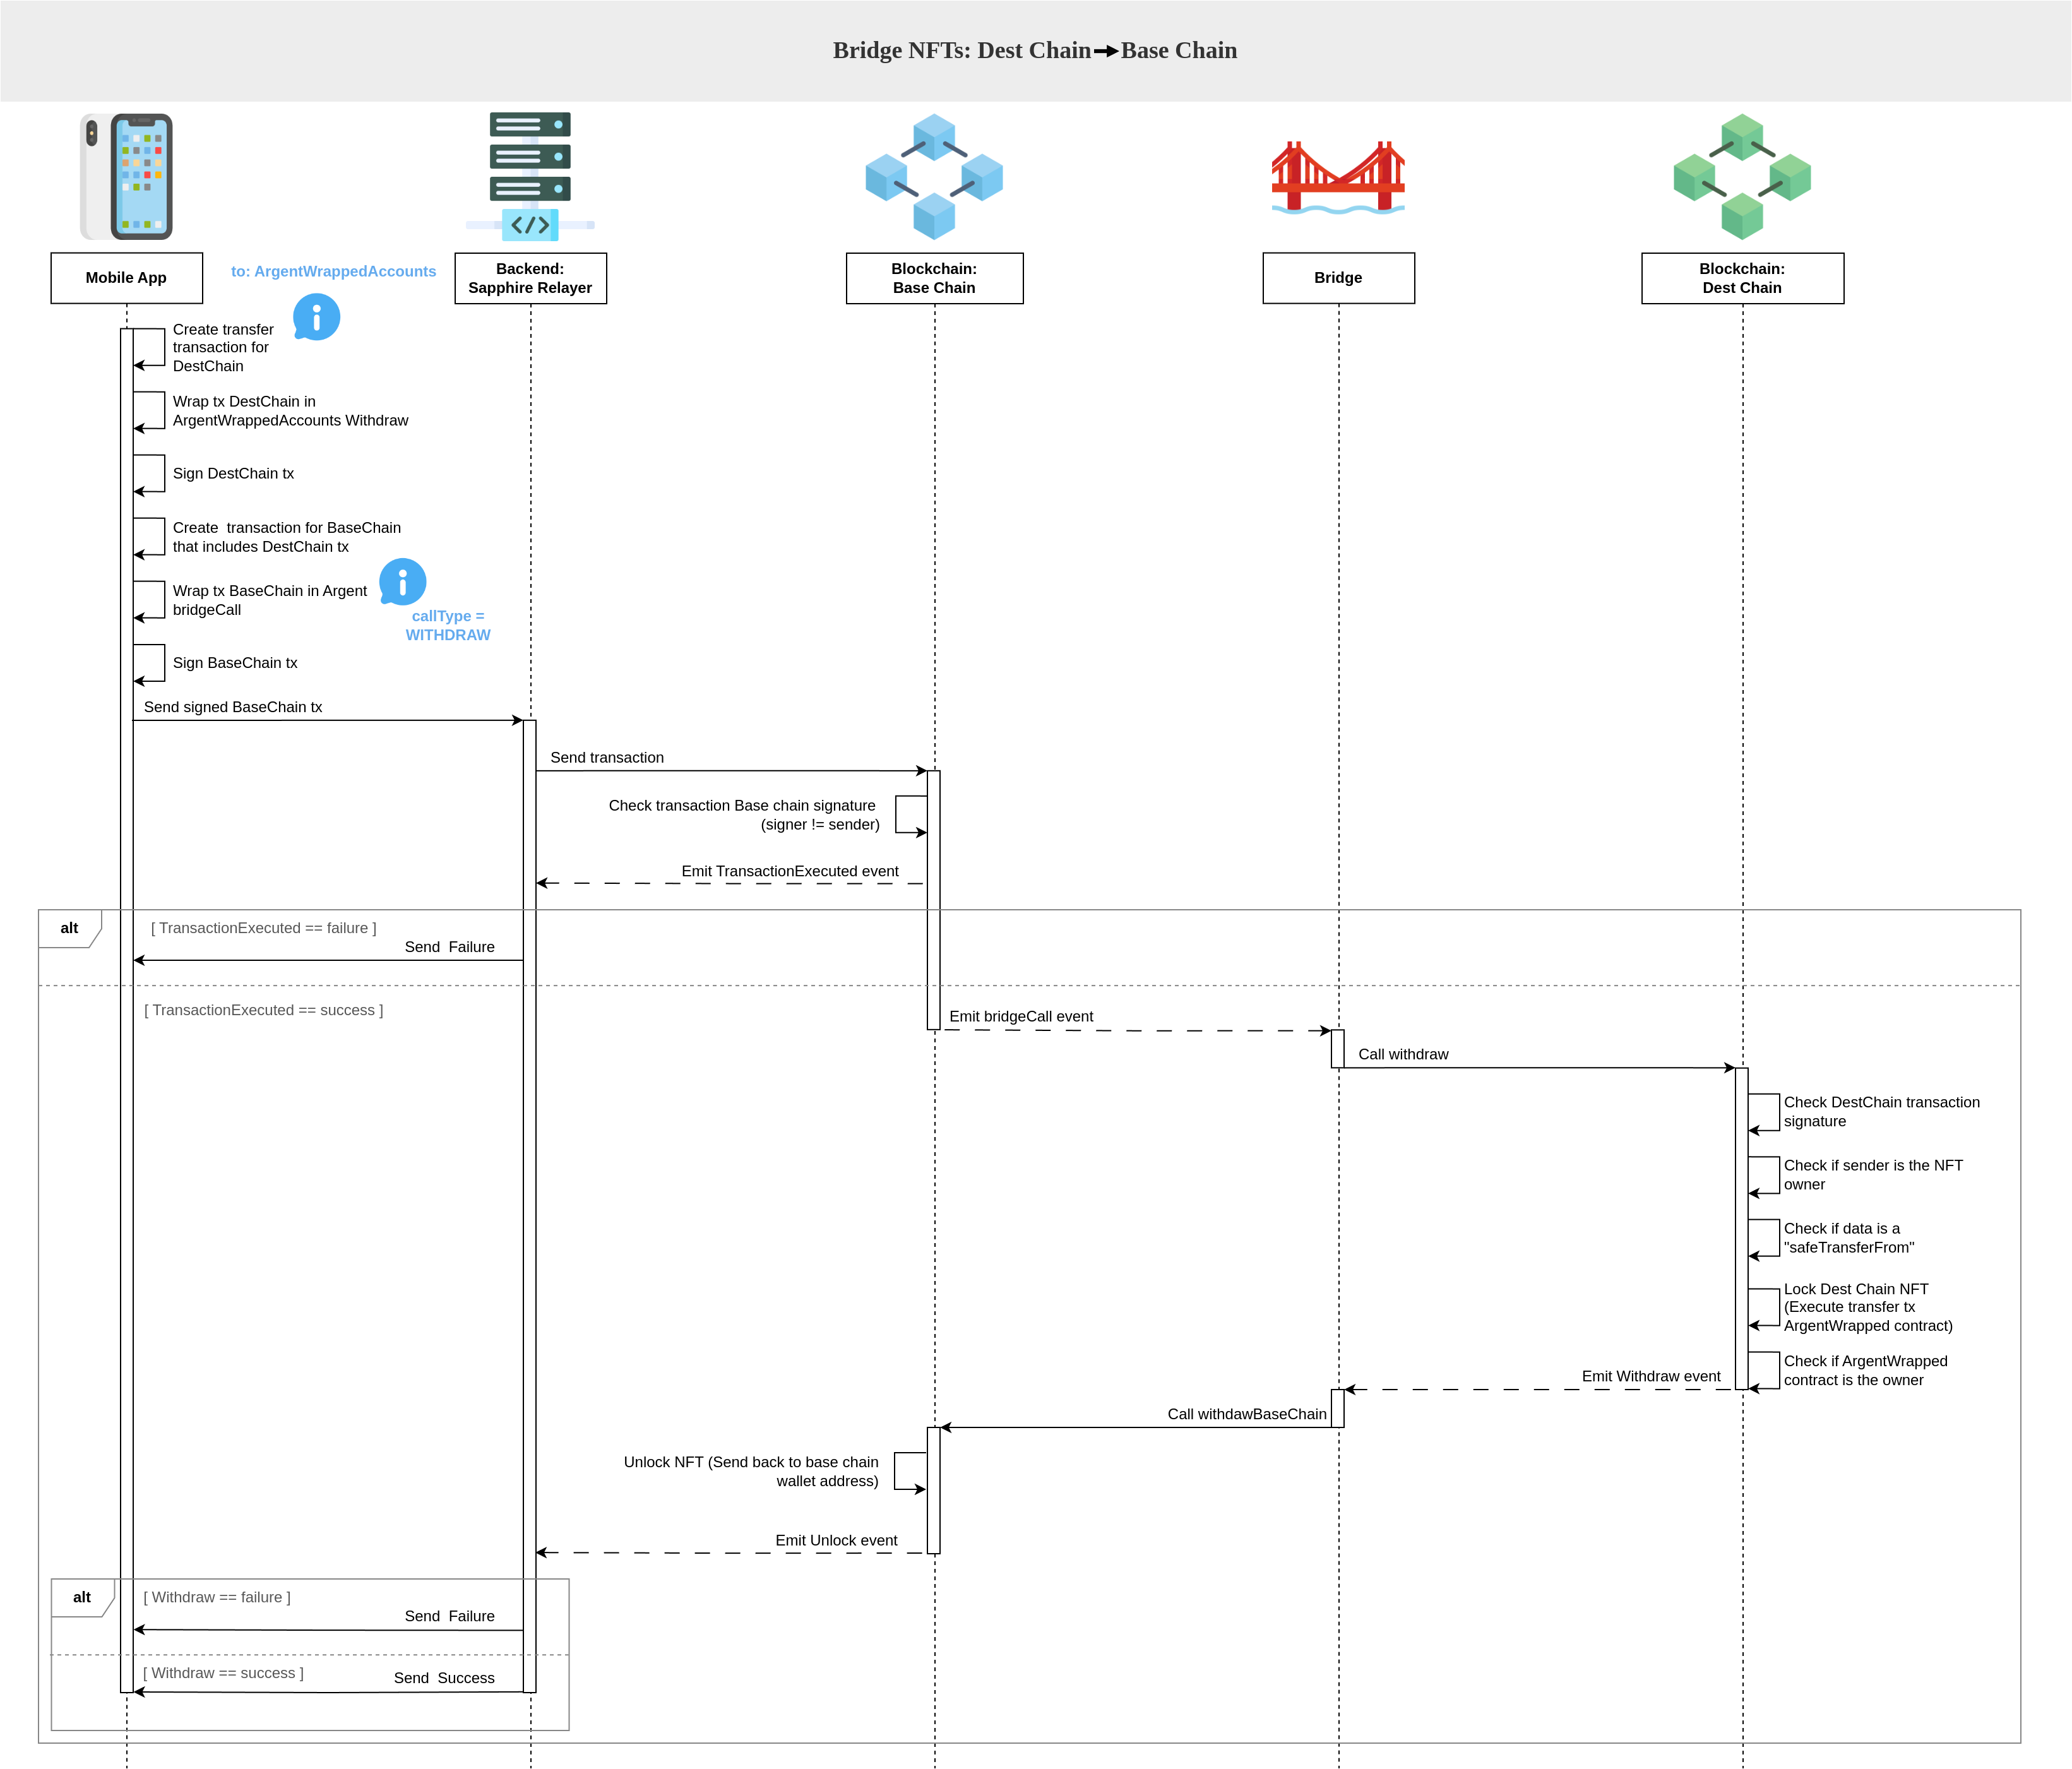 Bridge NFTs: Dest Chain Base Chain
Mobile App
Backend:
Sapphire Relayer
Blockchain:
Base Chain
Bridge
Blockchain:
Dest Chain
to: ArgentWrappedAccounts
Create transfer
transaction for
DestChain
Wrap tx DestChain in
ArgentWrappedAccounts Withdraw
Sign DestChain tx
Create transaction for BaseChain
that includes DestChain tx
Wrap tx BaseChain in Argent
bridgeCall
callType =
WITHDRAW
Sign BaseChain tx
Send signed BaseChain tx
Send transaction
Check transaction Base chain signature
(signer != sender)
Emit TransactionExecuted event
alt
[ TransactionExecuted == failure ]
Send Failure
[ TransactionExecuted == success ]
Emit bridgeCall event
Call withdraw
Check DestChain transaction
signature
Check if sender is the NFT
owner
Check if data is a
"safeTransferFrom"
Lock Dest Chain NFT
(Execute transfer tx
ArgentWrapped contract)
Check if ArgentWrapped
contract is the owner
Emit Withdraw event
Call withdawBaseChain
Unlock NFT (Send back to base chain
wallet address)
Emit Unlock event
alt
[ Withdraw == failure ]
Send Failure
[ Withdraw == success ]
Send Success